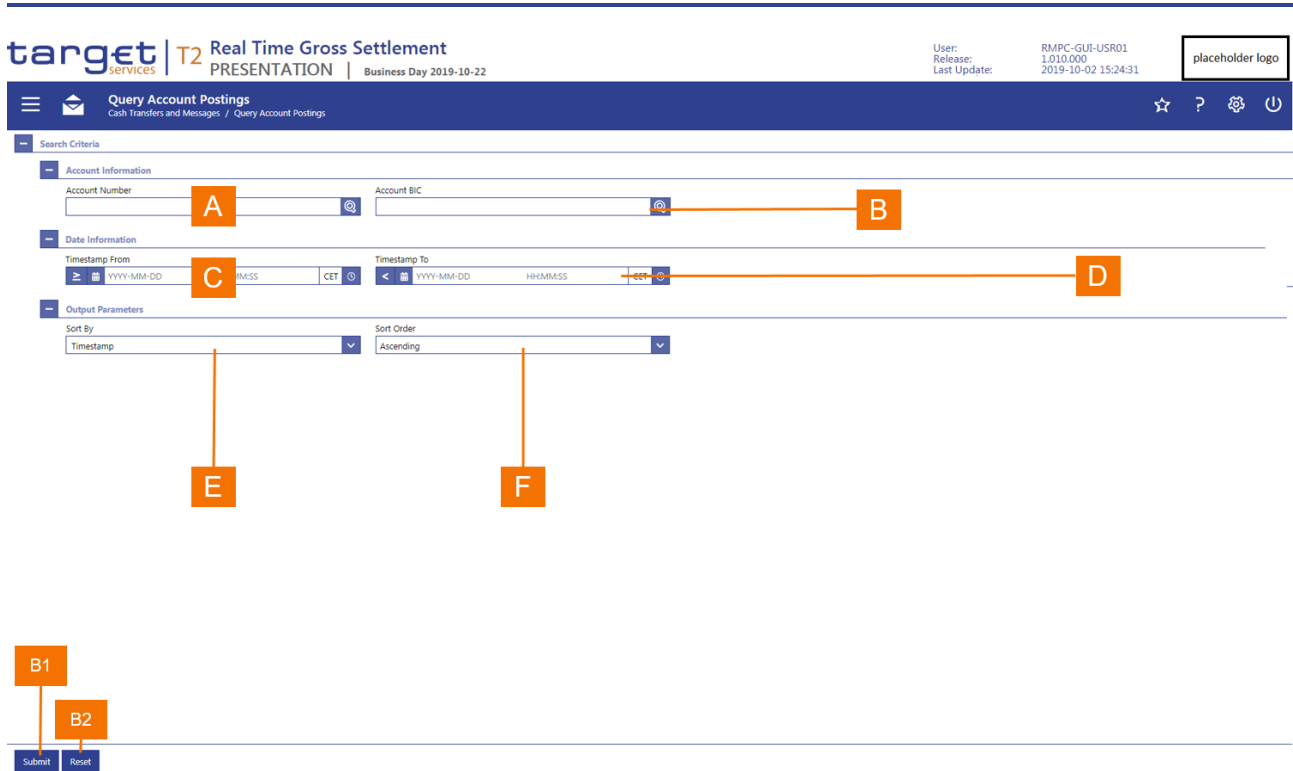 target services | T2 Real Time Gross Settlement
PRESENTATION | Business Day 2019-10-22
User: RMPC-GUI-USR01
Release: 1.010.000
Last Update: 2019-10-02 15:24:31
placeholder logo
Query Account Postings
Cash Transfers and Messages / Query Account Postings
?
Search Criteria
Account Information
Account Number Account BIC
A
B
Date Information
Timestamp From Timestamp To
≥ YYYY-MM-DD C MM:SS CET < YYYY-MM-DD HH:MM:SS CET
D
Output Parameters
Sort By Sort Order
Timestamp Ascending
E F
B1
B2
Submit Reset